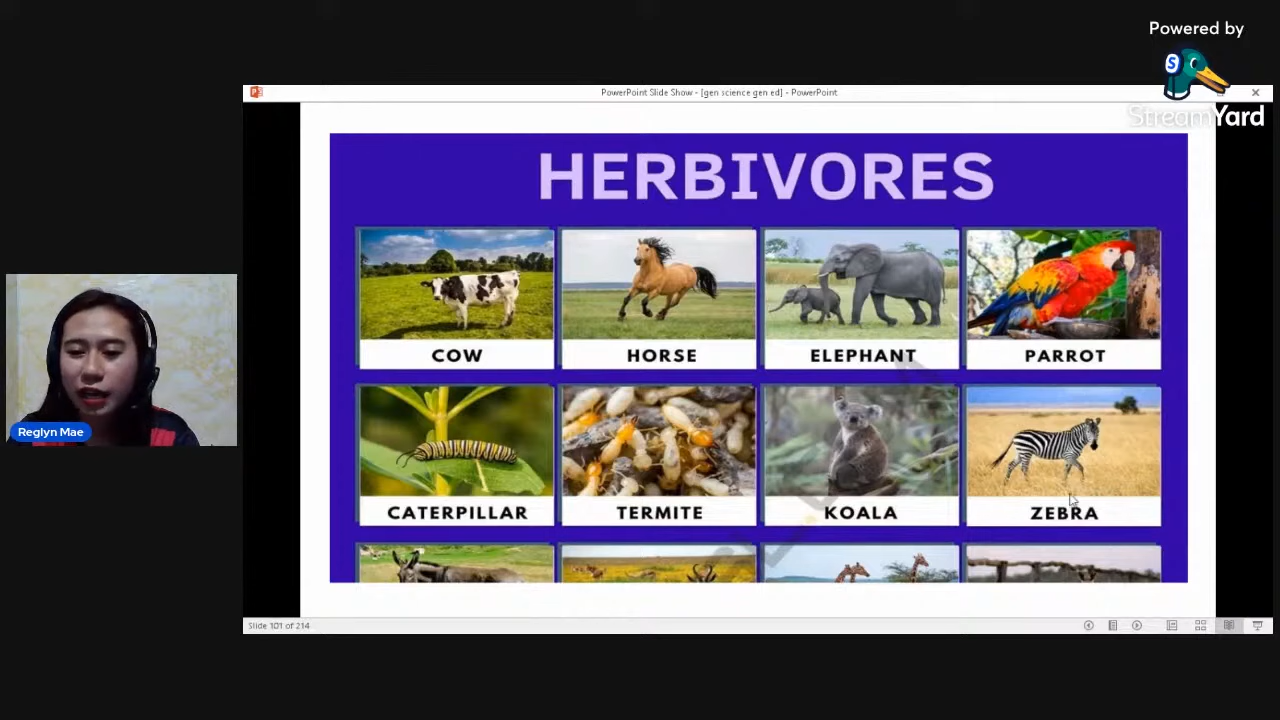 Powered by
S
StreamYard
PowerPoint Slide Show - [gen science gen ed] - PowerPoint
HERBIVORES
COW
HORSE
ELEPHANT
PARROT
CATERPILLAR
TERMITE
KOALA
ZEBRA
Reglyn Mae
Slide 101 of 214